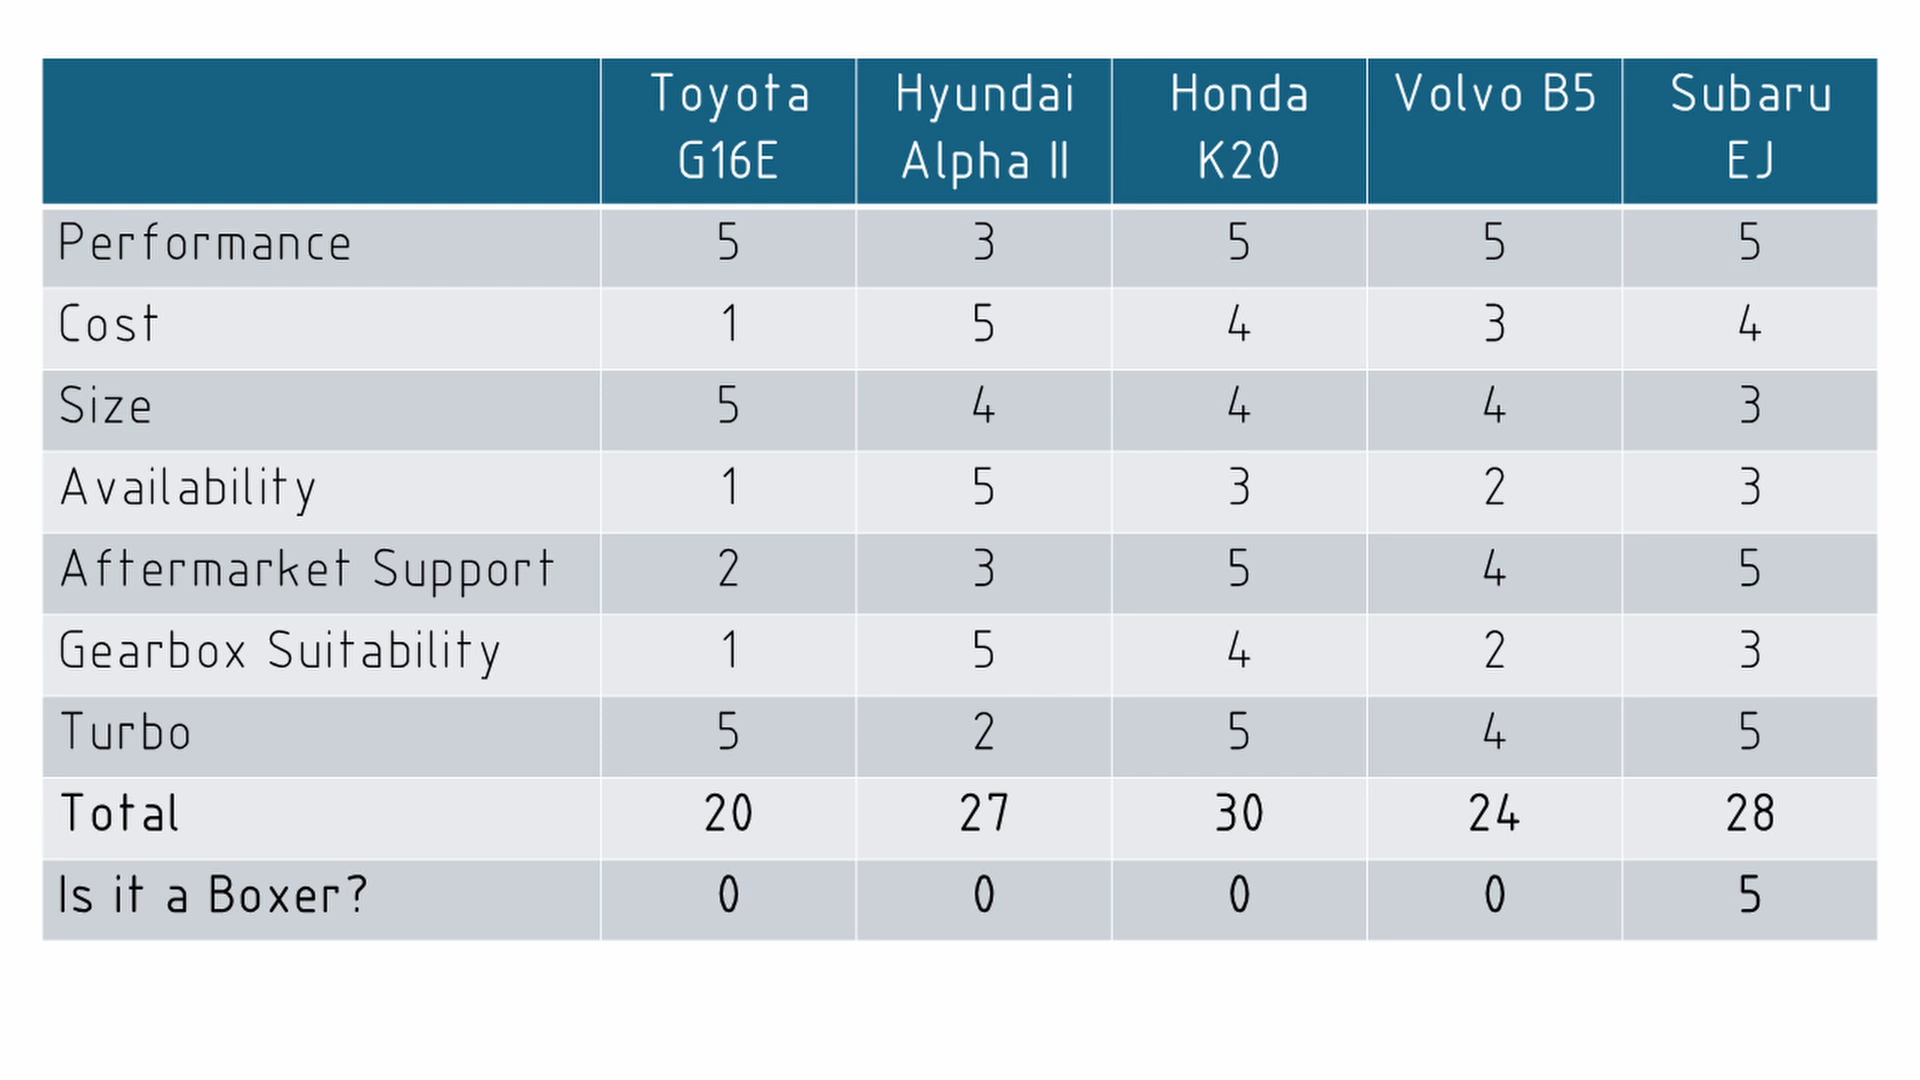 Toyota G16E Hyundai Alpha II Honda K20 Volvo B5 Subaru EJ
Performance 5 3 5 5 5
Cost 1 5 4 3 4
Size 5 4 4 4 3
Availability 1 5 3 2 3
Aftermarket Support 2 3 5 4 5
Gearbox Suitability 1 5 4 2 3
Turbo 5 2 5 4 5
Total 20 27 30 24 28
Is it a Boxer? 0 0 0 0 5